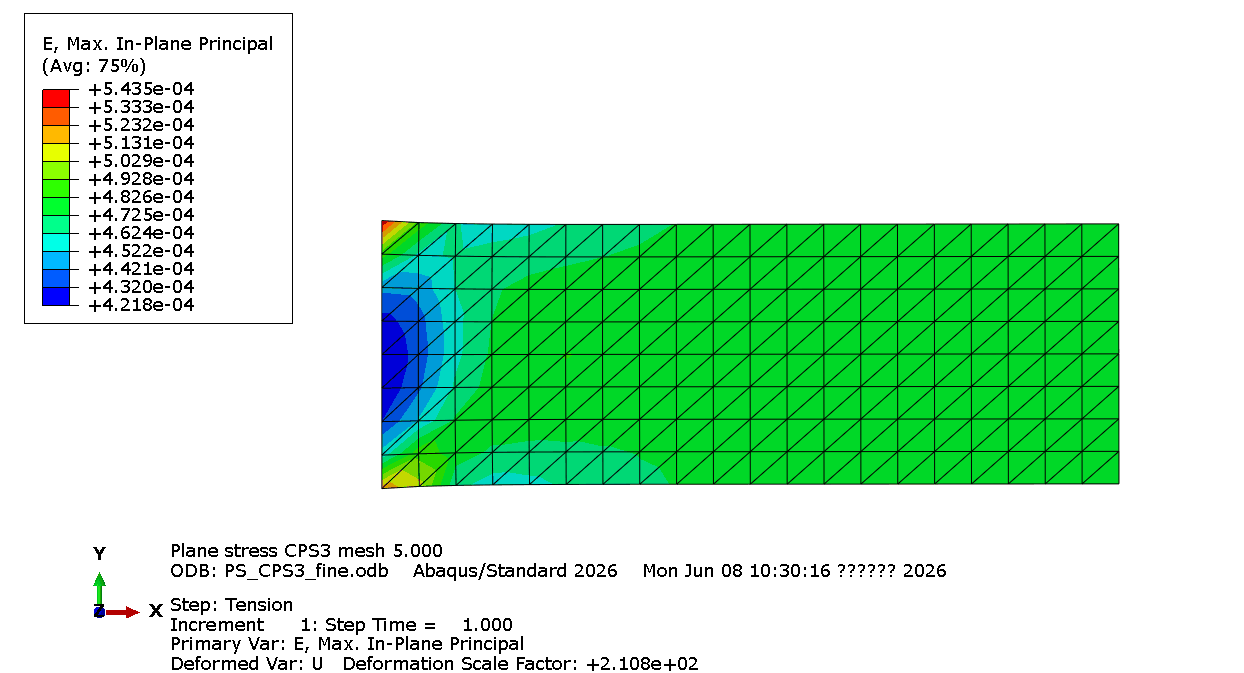 E, Max. In-Plane Principal
(Avg: 75%)
+5.435e-04
+5.333e-04
+5.232e-04
+5.131e-04
+5.029e-04
+4.928e-04
+4.826e-04
+4.725e-04
+4.624e-04
+4.522e-04
+4.421e-04
+4.320e-04
+4.218e-04
Y
Z
X
Plane stress CPS3 mesh 5.000
ODB: PS_CPS3_fine.odb Abaqus/Standard 2026 Mon Jun 08 10:30:16 ?????? 2026
Step: Tension
Increment 1: Step Time = 1.000
Primary Var: E, Max. In-Plane Principal
Deformed Var: U Deformation Scale Factor: +2.108e+02